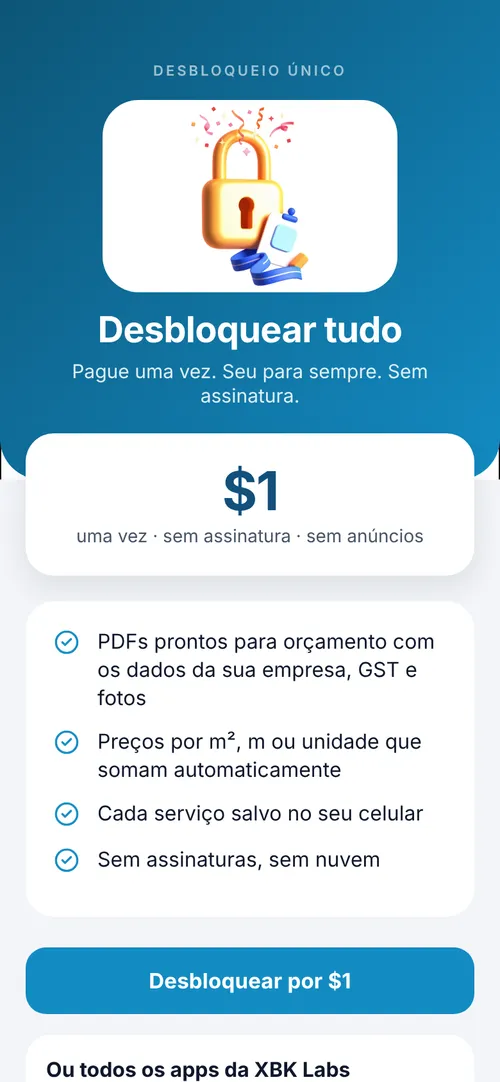 DESBLOQUEIO ÚNICO
Desbloquear tudo
Pague uma vez. Seu para sempre. Sem
assinatura.
$1
uma vez · sem assinatura · sem anúncios
PDFs prontos para orçamento com
os dados da sua empresa, GST e
fotos
Preços por m², m ou unidade que
somam automaticamente
Cada serviço salvo no seu celular
Sem assinaturas, sem nuvem
Desbloquear por $1
Ou todos os apps da XBK Labs